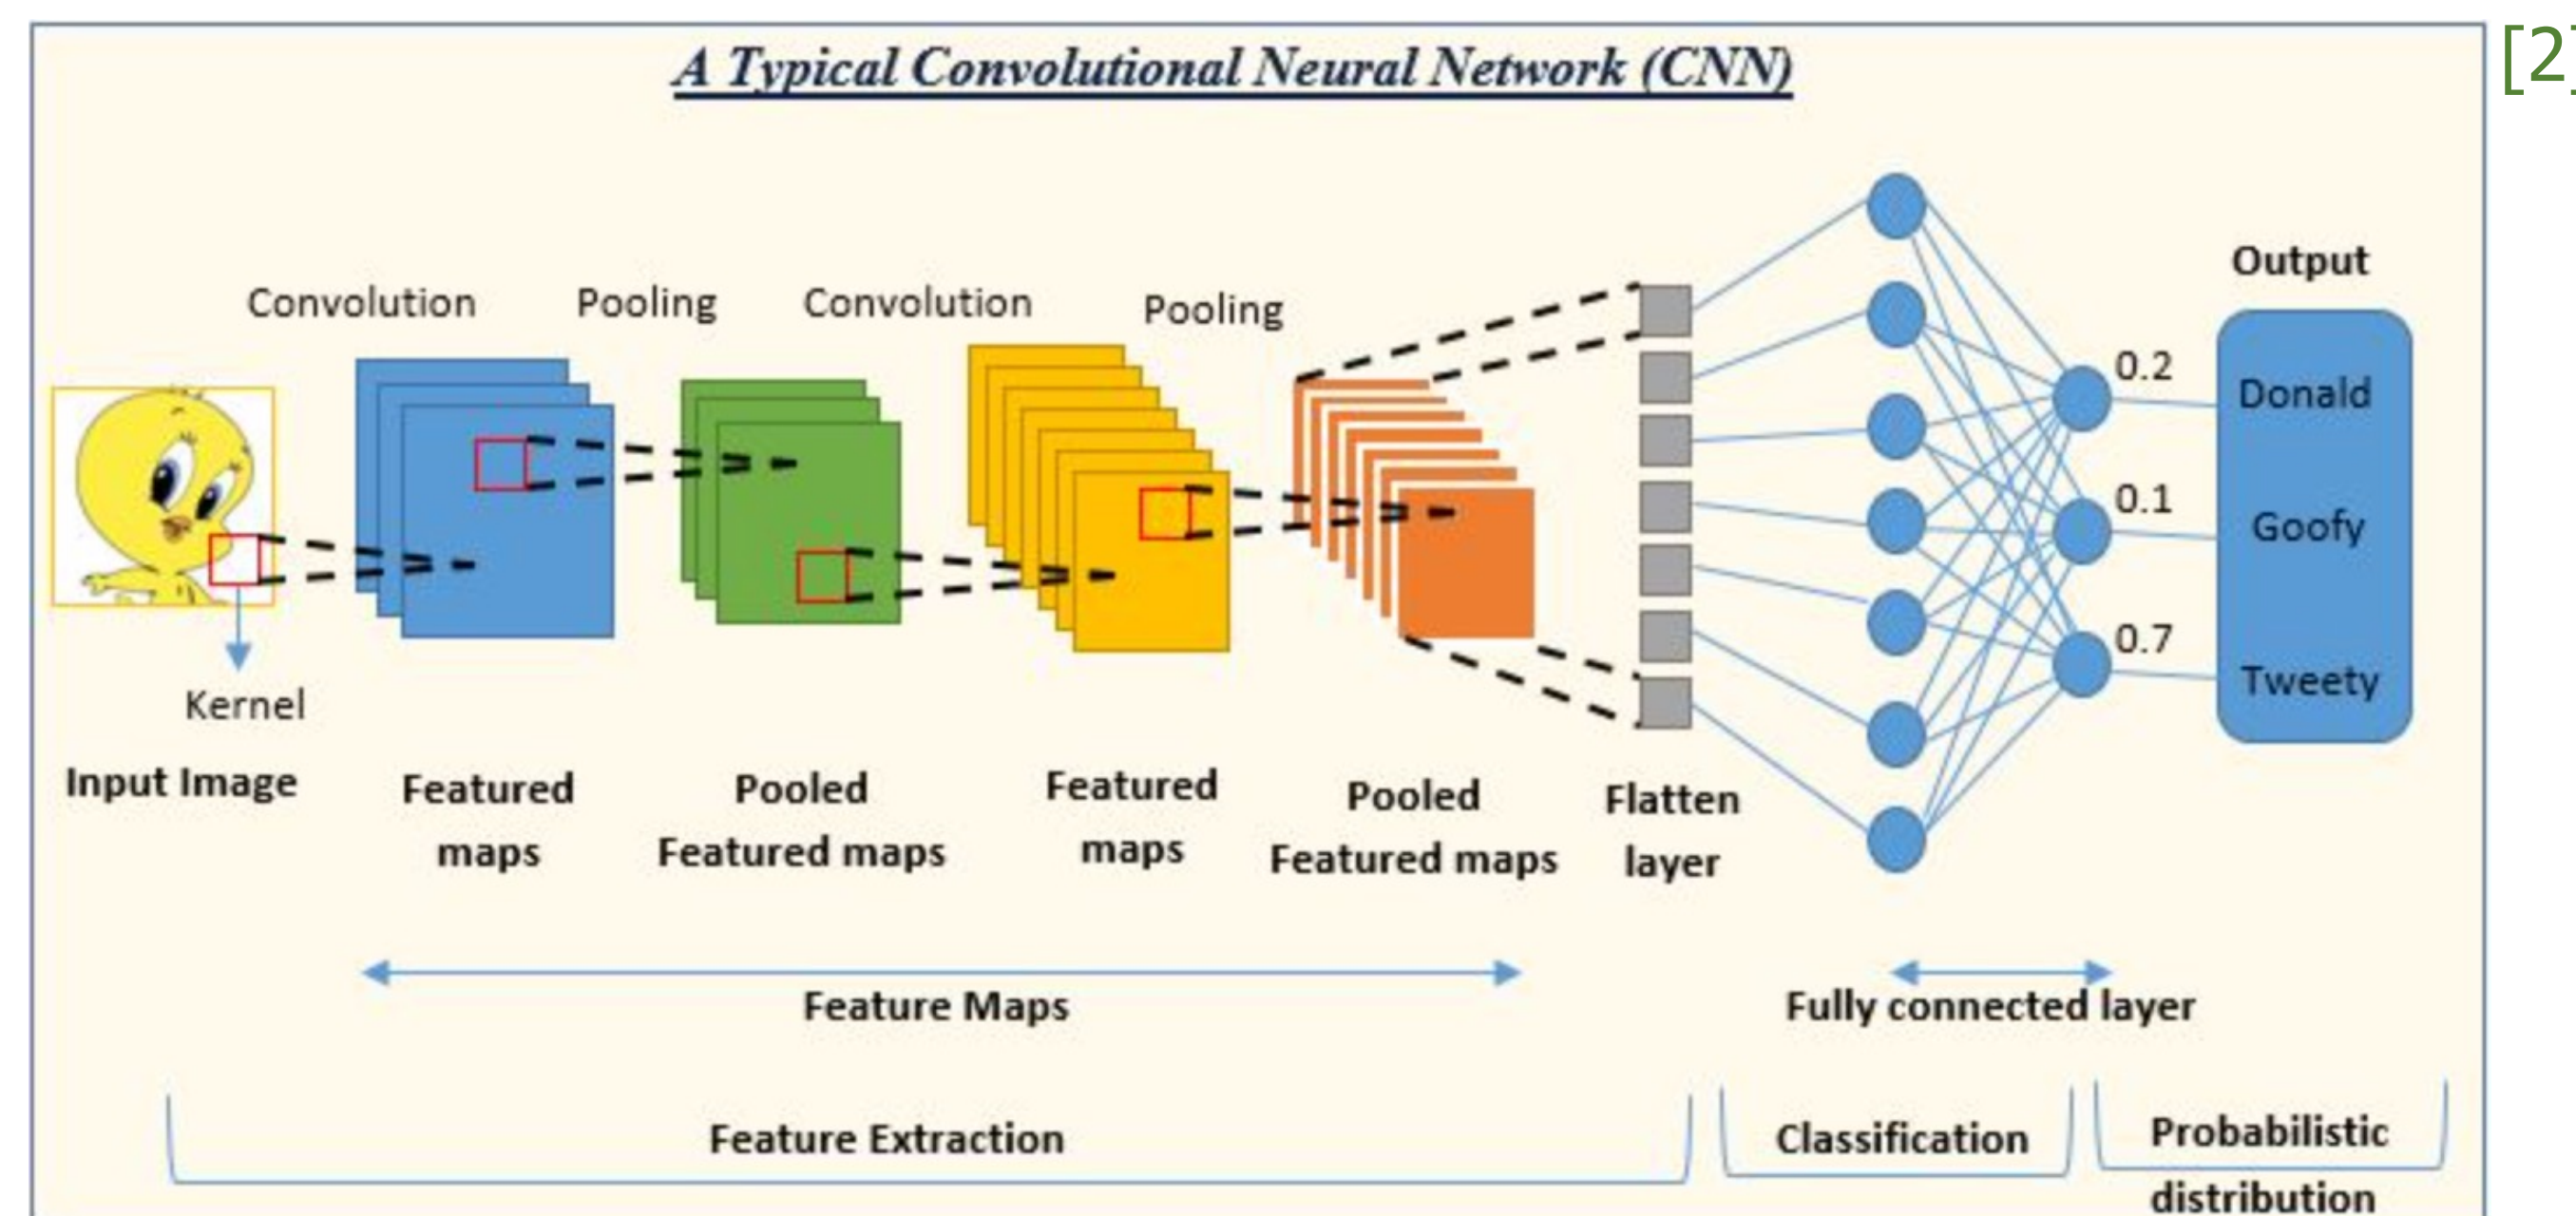 A Typical Convolutional Neural Network (CNN)
[2]
Convolution
Pooling
Convolution
Pooling
Output
0.2
Donald
0.1
Goofy
0.7
Tweety
Kernel
Input Image
Featured
maps
Pooled
Featured maps
Featured
maps
Pooled
Featured maps
Flatten
layer
Feature Maps
Fully connected layer
Feature Extraction
Classification
Probabilistic
distribution